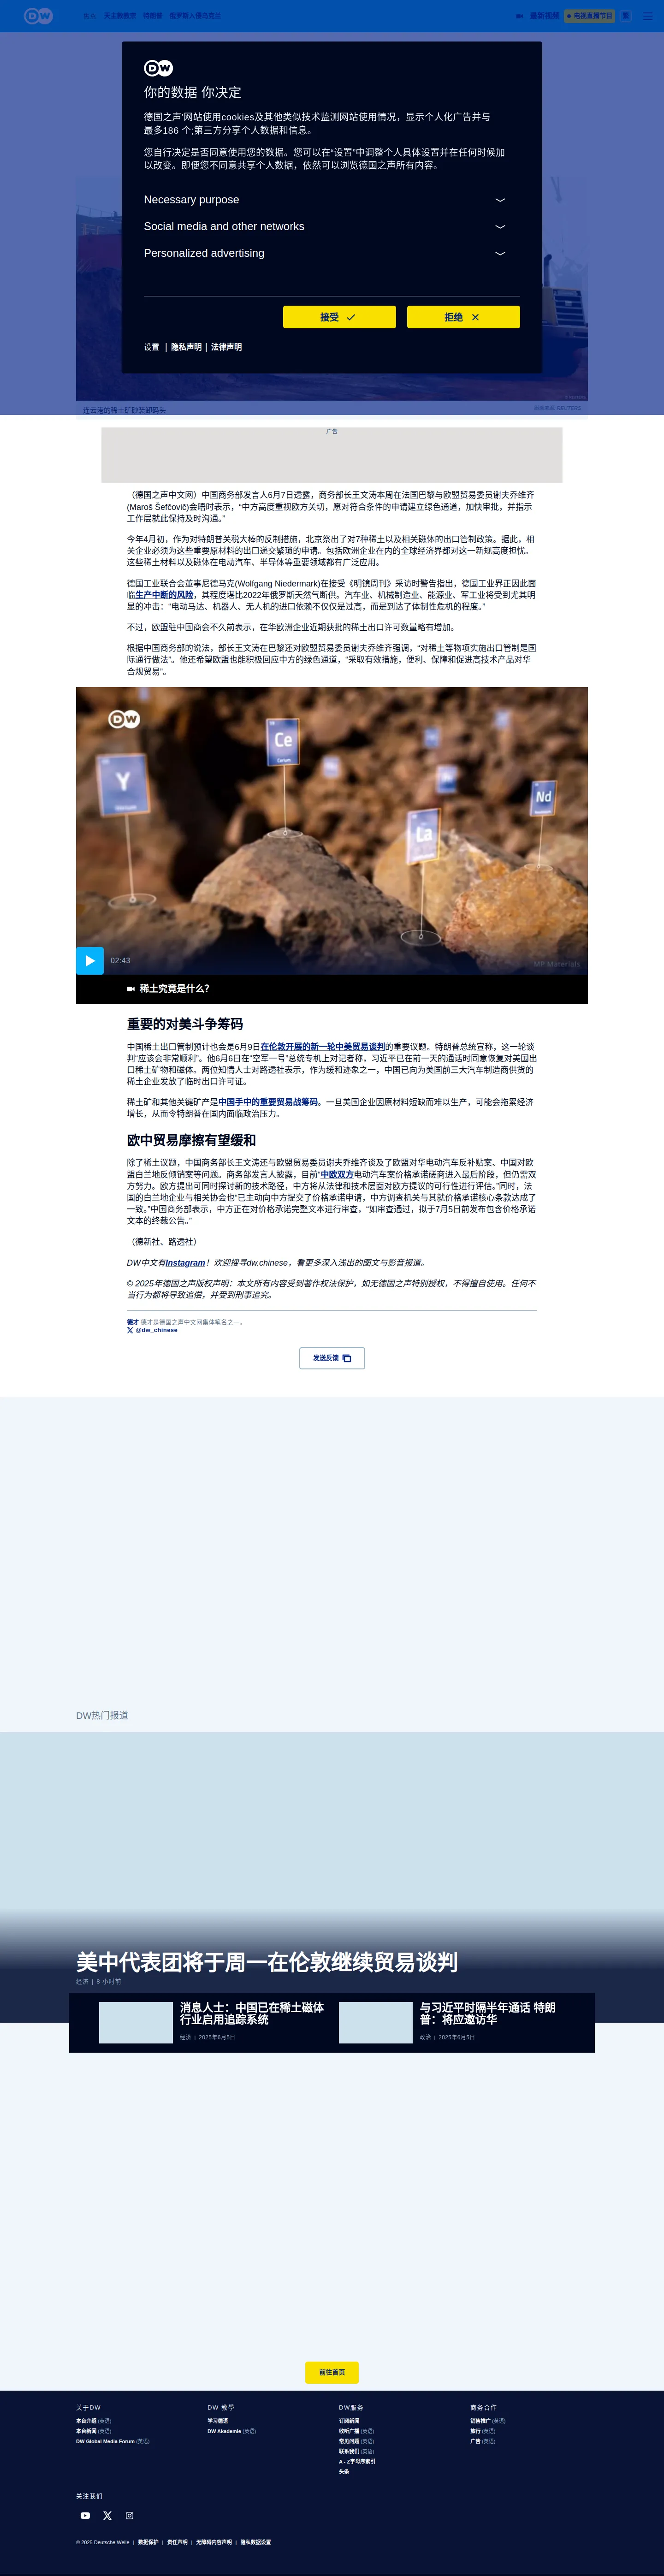 DW
关注
关注数数世
特朗普
俄罗斯入侵乌克兰
最新视频
电视直播节目
繁
DW
你的数据 你决定
德国之声'网站使用cookies及其他类似技术监测网站使用情况，显示个人化广告并与
最多186 个;第三方分享个人数据和信息。
您自行决定是否同意使用您的数据。您可以在“设置”中调整个人具体设置并在任何时候加
以改变。即便您不同意共享个人数据，依然可以浏览德国之声所有内容。
Necessary purpose
Social media and other networks
Personalized advertising
接受
拒绝
设置 | 隐私声明 | 法律声明
连云港的稀土矿砂装卸码头
广告
（德国之声中文网）中国商务部发言人6月7日透露，商务部长王文涛本周在法国巴黎与欧盟贸易委员谢夫乔维齐
(Maroš Šefčovič)会晤时表示，“中方高度重视欧方关切，愿对符合条件的申请建立绿色通道，加快审批，并指示
工作层就此保持及时沟通。”
今年4月初，作为对特朗普关税大棒的反制措施，北京祭出了对7种稀土以及相关磁体的出口管制政策。据此，相
关企业必须为这些重要原材料的出口递交繁琐的申请。包括欧洲企业在内的全球经济界都对这一新规高度担忧。
这些稀土材料以及磁体在电动汽车、半导体等重要领域都有广泛应用。
德国工业联合会董事尼德马克(Wolfgang Niedermark)在接受《明镜周刊》采访时警告指出，德国工业界正因此面
临生产中断的风险，其程度堪比2022年俄罗斯天然气断供。汽车业、机械制造业、能源业、军工业将受到尤其明
显的冲击：“电动马达、机器人、无人机的进口依赖不仅仅是过高，而是到达了体制性危机的程度。”
不过，欧盟驻中国商会不久前表示，在华欧洲企业近期获批的稀土出口许可数量略有增加。
根据中国商务部的说法，部长王文涛在巴黎还对欧盟贸易委员谢夫乔维齐强调，“对稀土等物项实施出口管制是国
际通行做法”。他还希望欧盟也能积极回应中方的绿色通道，“采取有效措施，便利、保障和促进高技术产品对华
合规贸易”。
DW
Y
Ce
La
Nd
02:43
MP Materials
稀土究竟是什么？
重要的对美斗争筹码
中国稀土出口管制预计也会是6月9日在伦敦开展的新一轮中美贸易谈判的重要议题。特朗普总统宣称，这一轮谈
判“应该会非常顺利”。他6月6日在“空军一号”总统专机上对记者称，习近平已在前一天的通话时同意恢复对美国出
口稀土矿物和磁体。两位知情人士对路透社表示，作为缓和迹象之一，中国已向为美国前三大汽车制造商供货的
稀土企业发放了临时出口许可证。
稀土矿和其他关键矿产是中国手中的重要贸易战筹码。一旦美国企业因原材料短缺而难以生产，可能会拖累经济
增长，从而令特朗普在国内面临政治压力。
欧中贸易摩擦有望缓和
除了稀土议题，中国商务部长王文涛还与欧盟贸易委员谢夫乔维齐谈及了欧盟对华电动汽车反补贴案、中国对欧
盟白兰地反倾销案等问题。商务部发言人披露，目前“中欧双方电动汽车案价格承诺磋商进入最后阶段，但仍需双
方努力。欧方提出可同时探讨新的技术路径，中方将从法律和技术层面对欧方提议的可行性进行评估。”同时，法
国的白兰地企业与相关协会也“已主动向中方提交了价格承诺申请，中方调查机关与其就价格承诺核心条款达成了
一致。”中国商务部表示，中方正在对价格承诺完整文本进行审查，“如审查通过，拟于7月5日前发布包含价格承诺
文本的终裁公告。”
（德新社、路透社）
DW中文有Instagram！欢迎搜寻dw.chinese，看更多深入浅出的图文与影音报道。
© 2025年德国之声版权声明：本文所有内容受到著作权法保护，如无德国之声特别授权，不得擅自使用。任何不
当行为都将导致追偿，并受到刑事追究。
德才 德才是德国之声中文网集体笔名之一。
@dw_chinese
发送反馈
DW热门报道
美中代表团将于周一在伦敦继续贸易谈判
经济 | 8 小时前
消息人士：中国已在稀土磁体
行业启用追踪系统
经济 | 2025年6月5日
与习近平时隔半年通话 特朗
普：将应邀访华
政治 | 2025年6月5日
前往首页
关于DW
本台介绍 (英语)
本台新闻 (英语)
DW Global Media Forum (英语)
DW 教學
学习德语
DW Akademie (英语)
DW服务
订阅新闻
收听广播 (英语)
常见问题 (英语)
联系我们 (英语)
A - Z字母序索引
头条
商务合作
销售推广 (英语)
旅行 (英语)
广告 (英语)
关注我们
© 2025 Deutsche Welle | 数据保护 | 责任声明 | 无障碍内容声明 | 隐私数据设置